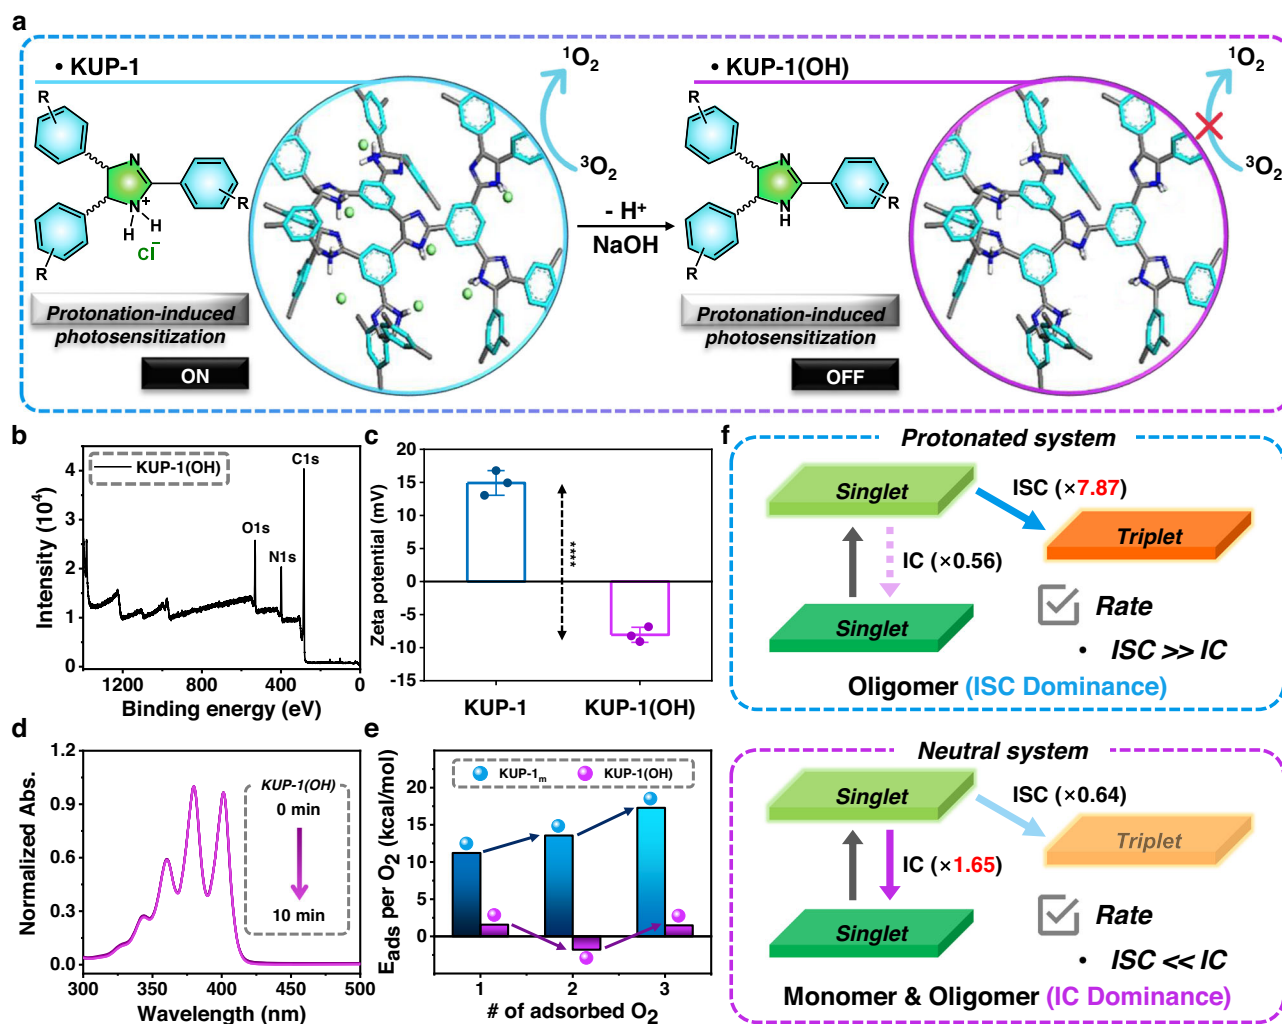 a
• KUP-1
R
N
N
+
H
H
R
R
Cl⁻
¹O₂
³O₂
Protonation-induced
photosensitization
ON
- H⁺
NaOH
• KUP-1(OH)
R
N
N
H
R
R
¹O₂
³O₂
Protonation-induced
photosensitization
OFF
b
KUP-1(OH)
C1s
O1s
N1s
Intensity (10⁴)
4
3
2
1
0
1200
800
400
0
Binding energy (eV)
c
Zeta potential (mV)
20
15
10
5
0
-5
-10
-15
****
KUP-1
KUP-1(OH)
d
Normalized Abs.
1.2
0.9
0.6
0.3
0.0
KUP-1(OH)
0 min
10 min
300
350
400
450
500
Wavelength (nm)
e
KUP-1ₘ
KUP-1(OH)
Eads per O₂ (kcal/mol)
20
15
10
5
0
-5
1
2
3
# of adsorbed O₂
f
Protonated system
Singlet
ISC (×7.87)
Triplet
IC (×0.56)
Singlet
Rate
• ISC >> IC
Oligomer (ISC Dominance)
Neutral system
Singlet
ISC (×0.64)
Triplet
IC (×1.65)
Singlet
Rate
• ISC << IC
Monomer & Oligomer (IC Dominance)